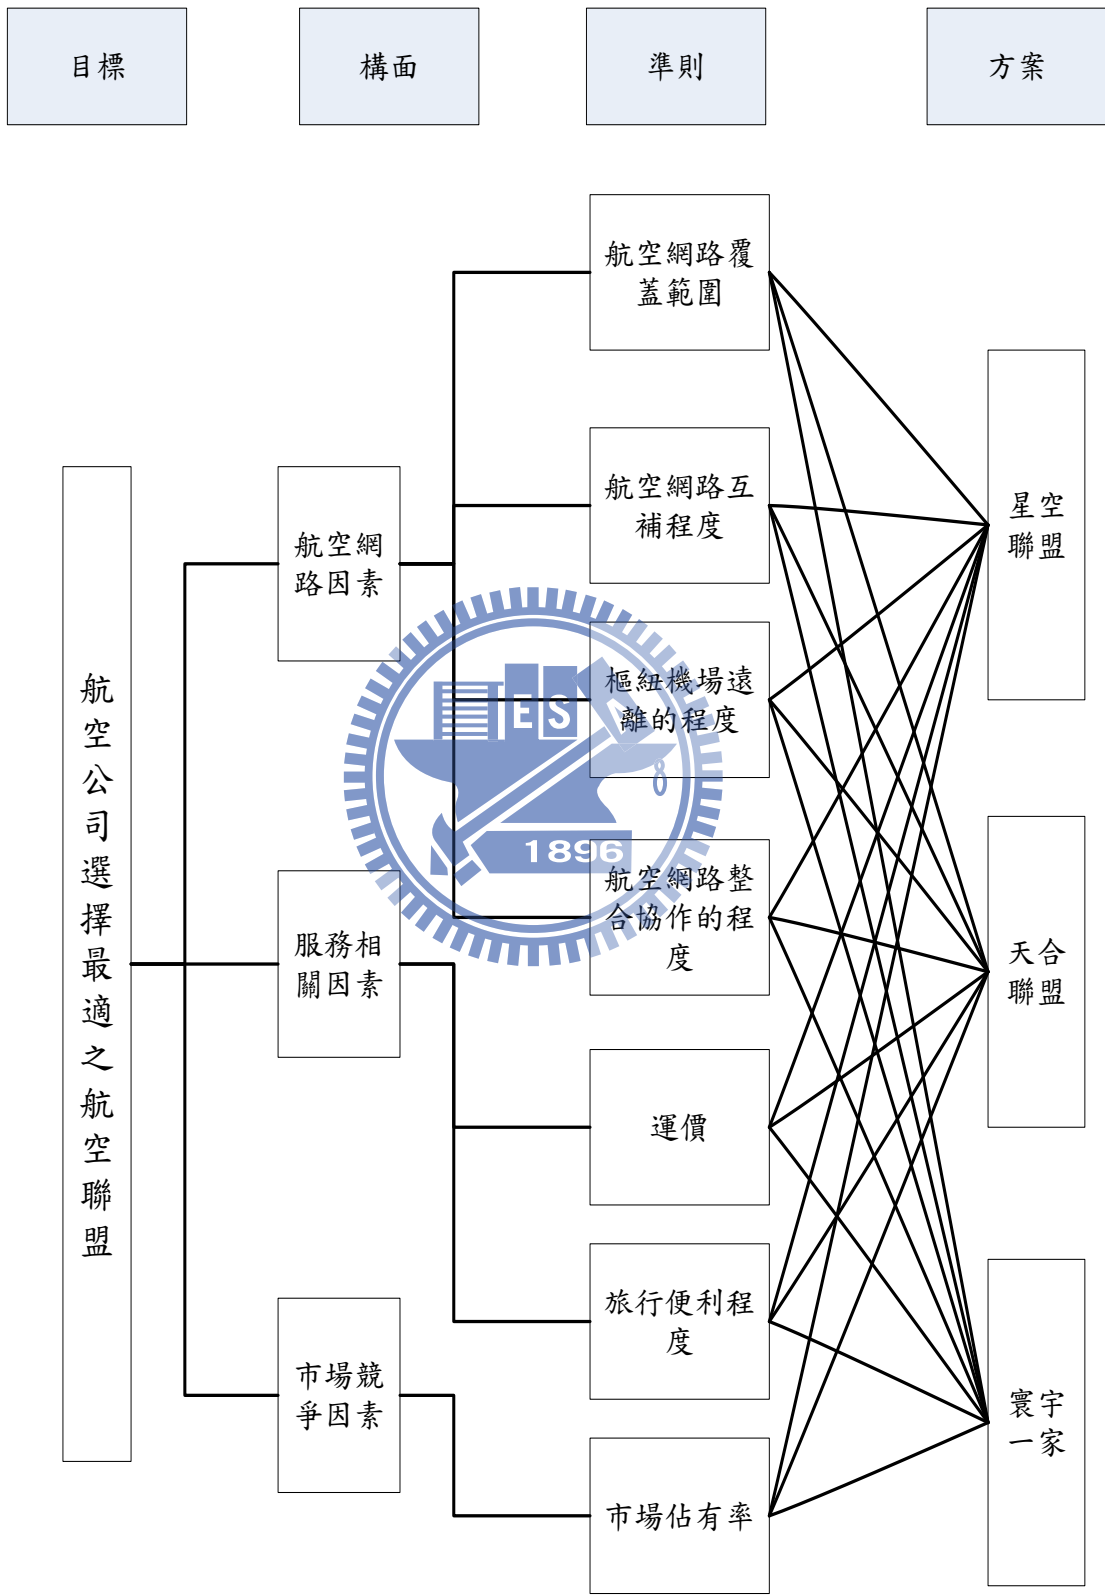 目標
構面
準則
方案
航空公司選擇最適之航空聯盟
航空網
路因素
服務相
關因素
市場競
爭因素
航空網路覆
蓋範圍
航空網路互
補程度
樞紐機場遠
離的程度
航空網路整
合協作的程
度
運價
旅行便利程
度
市場佔有率
星空
聯盟
天合
聯盟
寰宇
一家
ES
1896